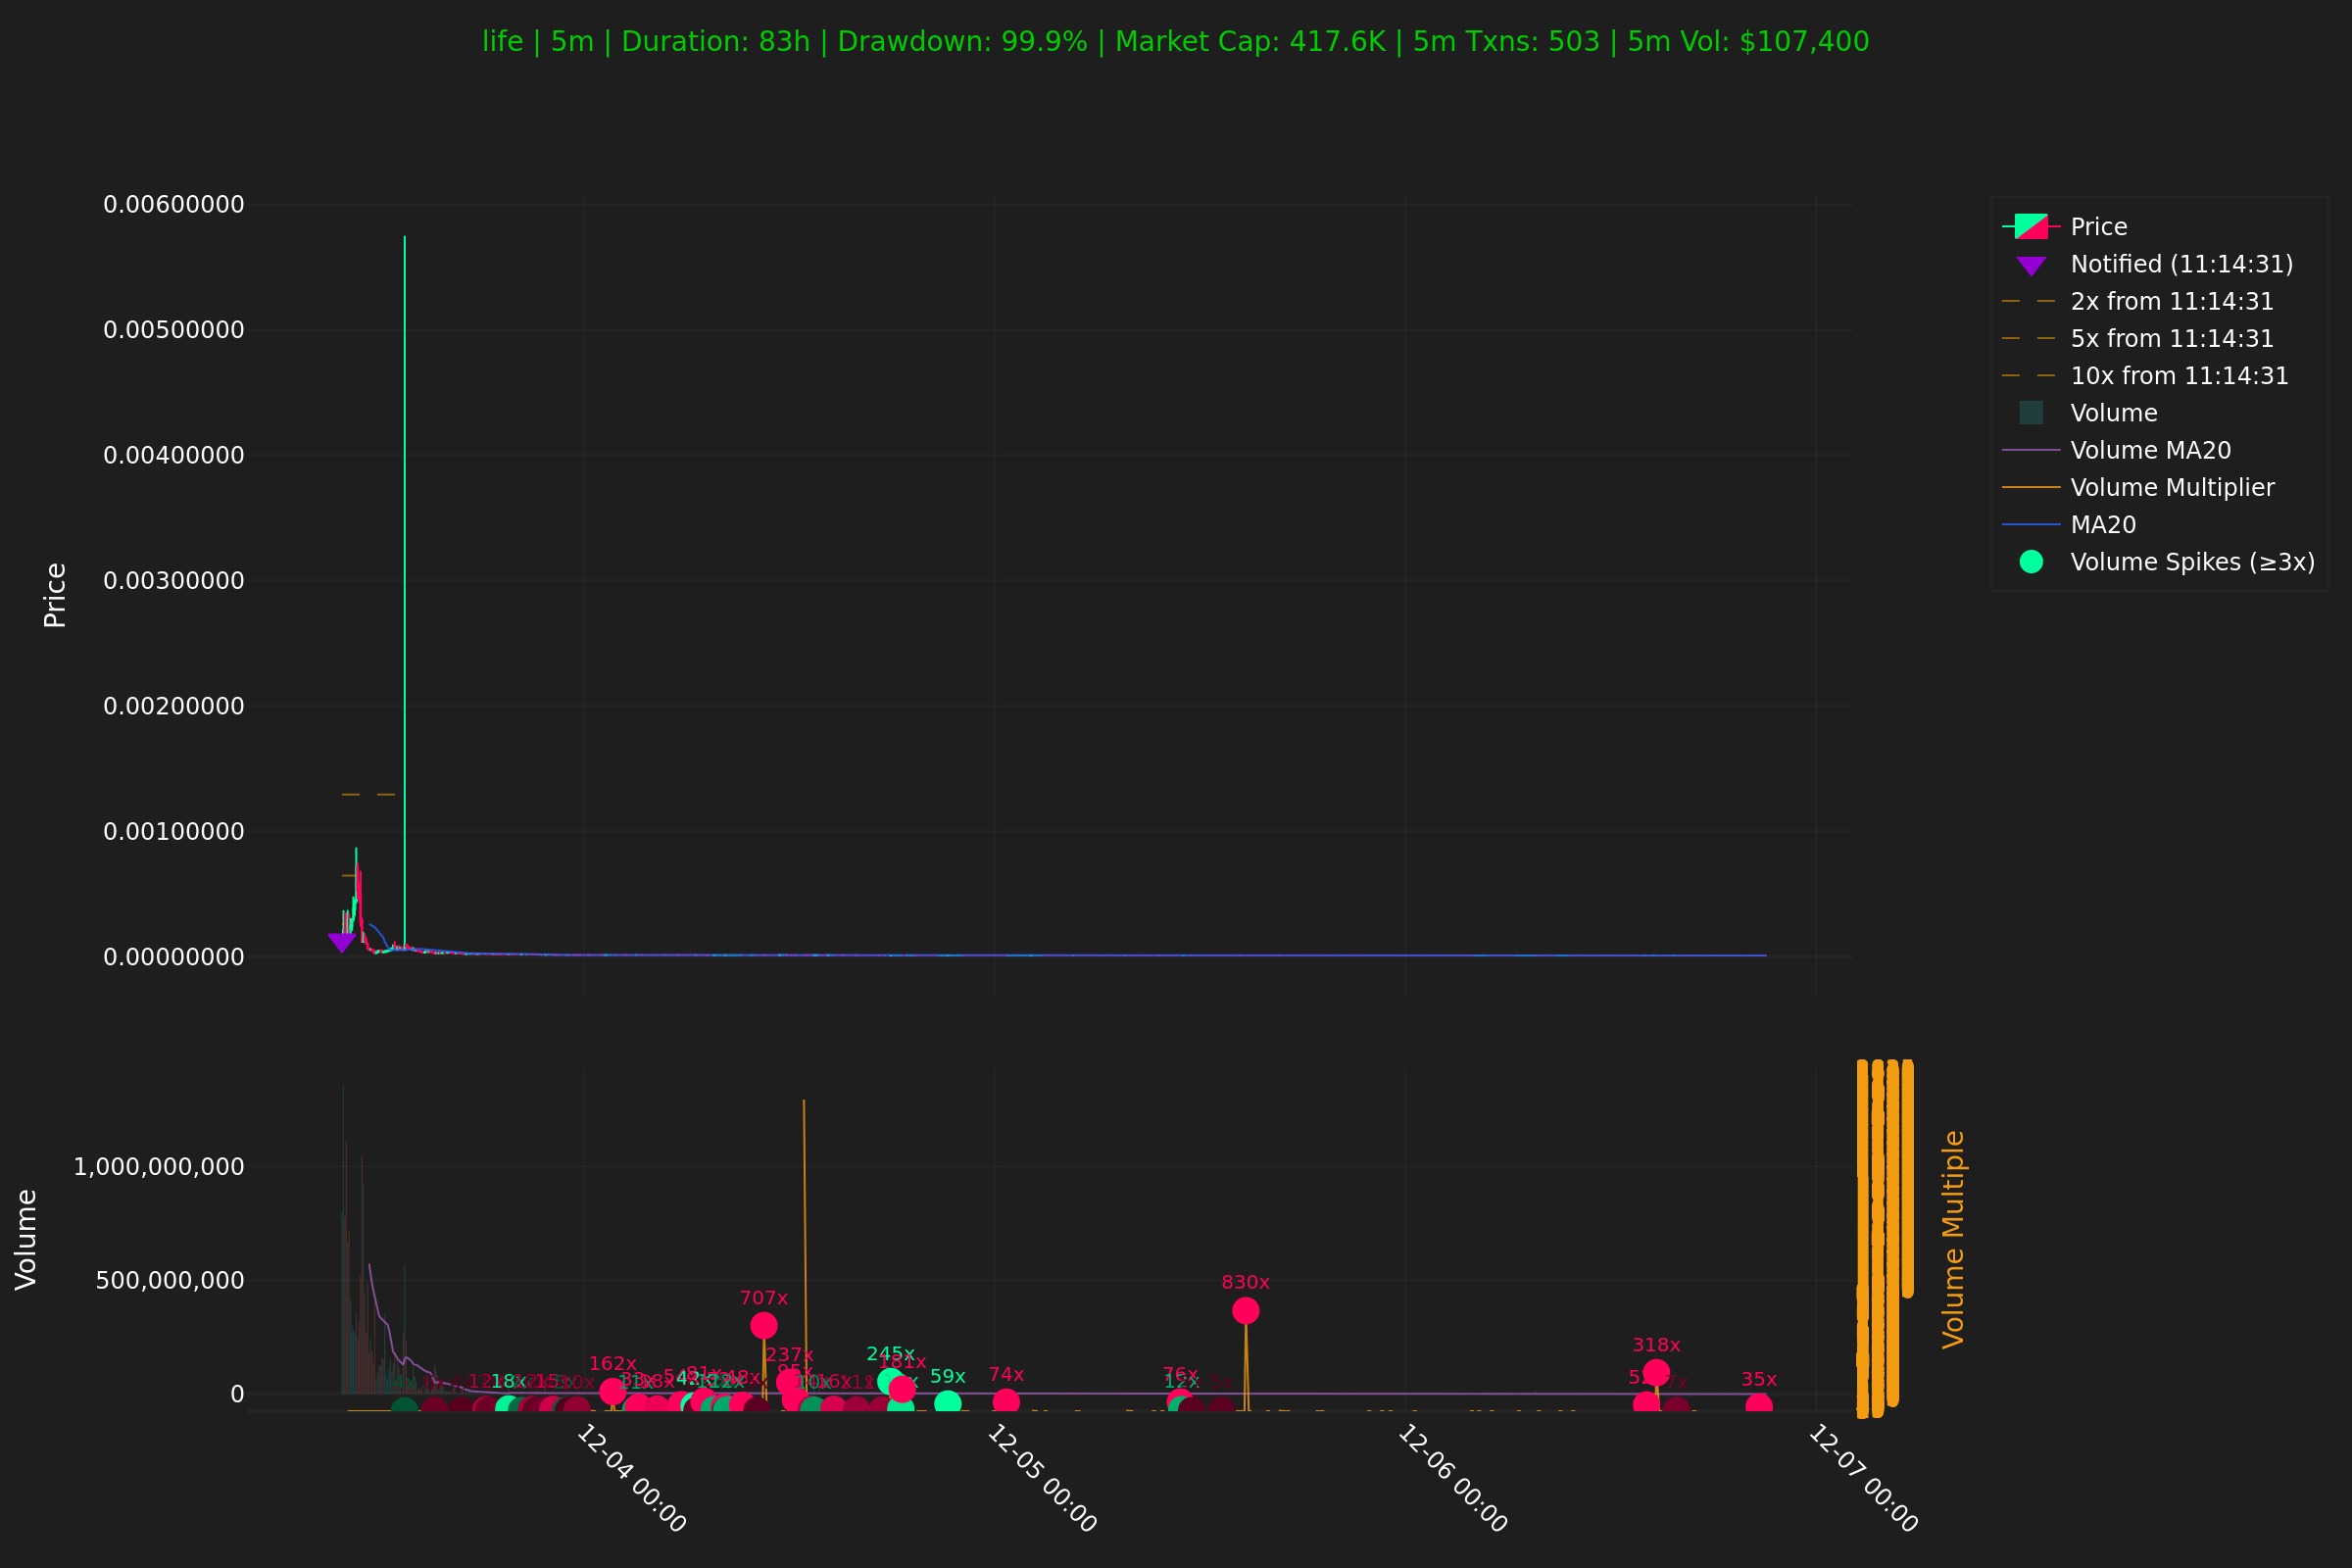 life | 5m | Duration: 83h | Drawdown: 99.9% | Market Cap: 417.6K | 5m Txns: 503 | 5m Vol: $107,400
Price
0.00600000
0.00500000
0.00400000
0.00300000
0.00200000
0.00100000
0.00000000
Price
Notified (11:14:31)
2x from 11:14:31
5x from 11:14:31
10x from 11:14:31
Volume
Volume MA20
Volume Multiplier
MA20
Volume Spikes (≥3x)
Volume
1,000,000,000
500,000,000
0
18x
15x
162x
81x
707x
237x
95x
245x
181x
59x
74x
76x
12x
830x
318x
35x
Volume Multiple
12-04 00:00
12-05 00:00
12-06 00:00
12-07 00:00